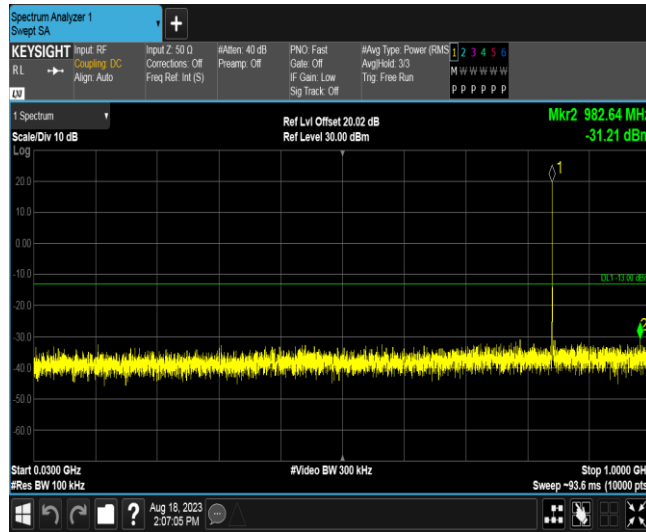 Spectrum Analyzer 1
Swept SA
+
KEYSIGHT Input: RF Input Z: 50 Ω #Atten: 40 dB PNO: Fast #Avg Type: Power (RMS 1 2 3 4 5 6
RL Coupling: DC Corrections: Off Preamp: Off Gate: Off Avg|Hold: 3/3 M W W W W W
Align: Auto Freq Ref: Int (S) IF Gain: Low Trig: Free Run
LXI Sig Track: Off P P P P P P
1 Spectrum Ref Lvl Offset 20.02 dB Mkr2 982.64 MHz
Scale/Div 10 dB Ref Level 30.00 dBm -31.21 dBm
Log
1
20.0
10.0
0.00
-10.0
DL1 -13.00 dBm
-20.0
2
-30.0
-40.0
-50.0
-60.0
Start 0.0300 GHz #Video BW 300 kHz Stop 1.0000 GHz
#Res BW 100 kHz Sweep ~93.6 ms (10000 pts)
? Aug 18, 2023
2:07:05 PM